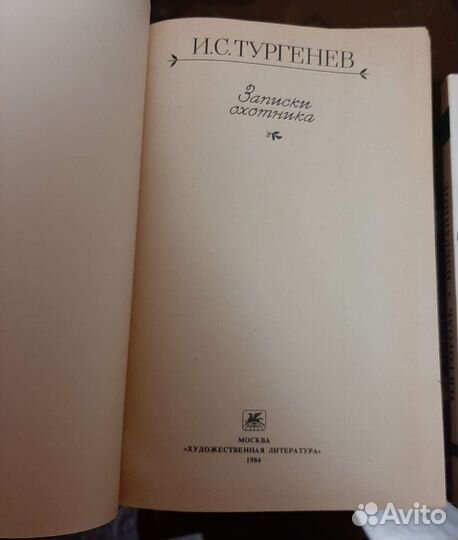 И.С.ТУРГЕНЕВ
Записки
охотника
МОСКВА
«ХУДОЖЕСТВЕННАЯ ЛИТЕРАТУРА»
1984
Avito